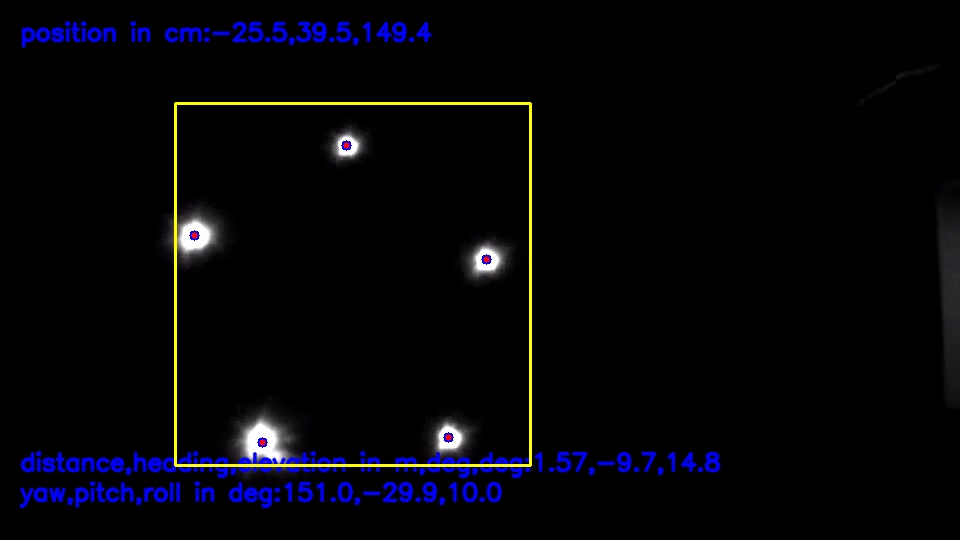 position in cm:-25.5,39.5,149.4
distance,heading,elevation in m,deg,deg:1.57,-9.7,14.8
yaw,pitch,roll in deg:151.0,-29.9,10.0